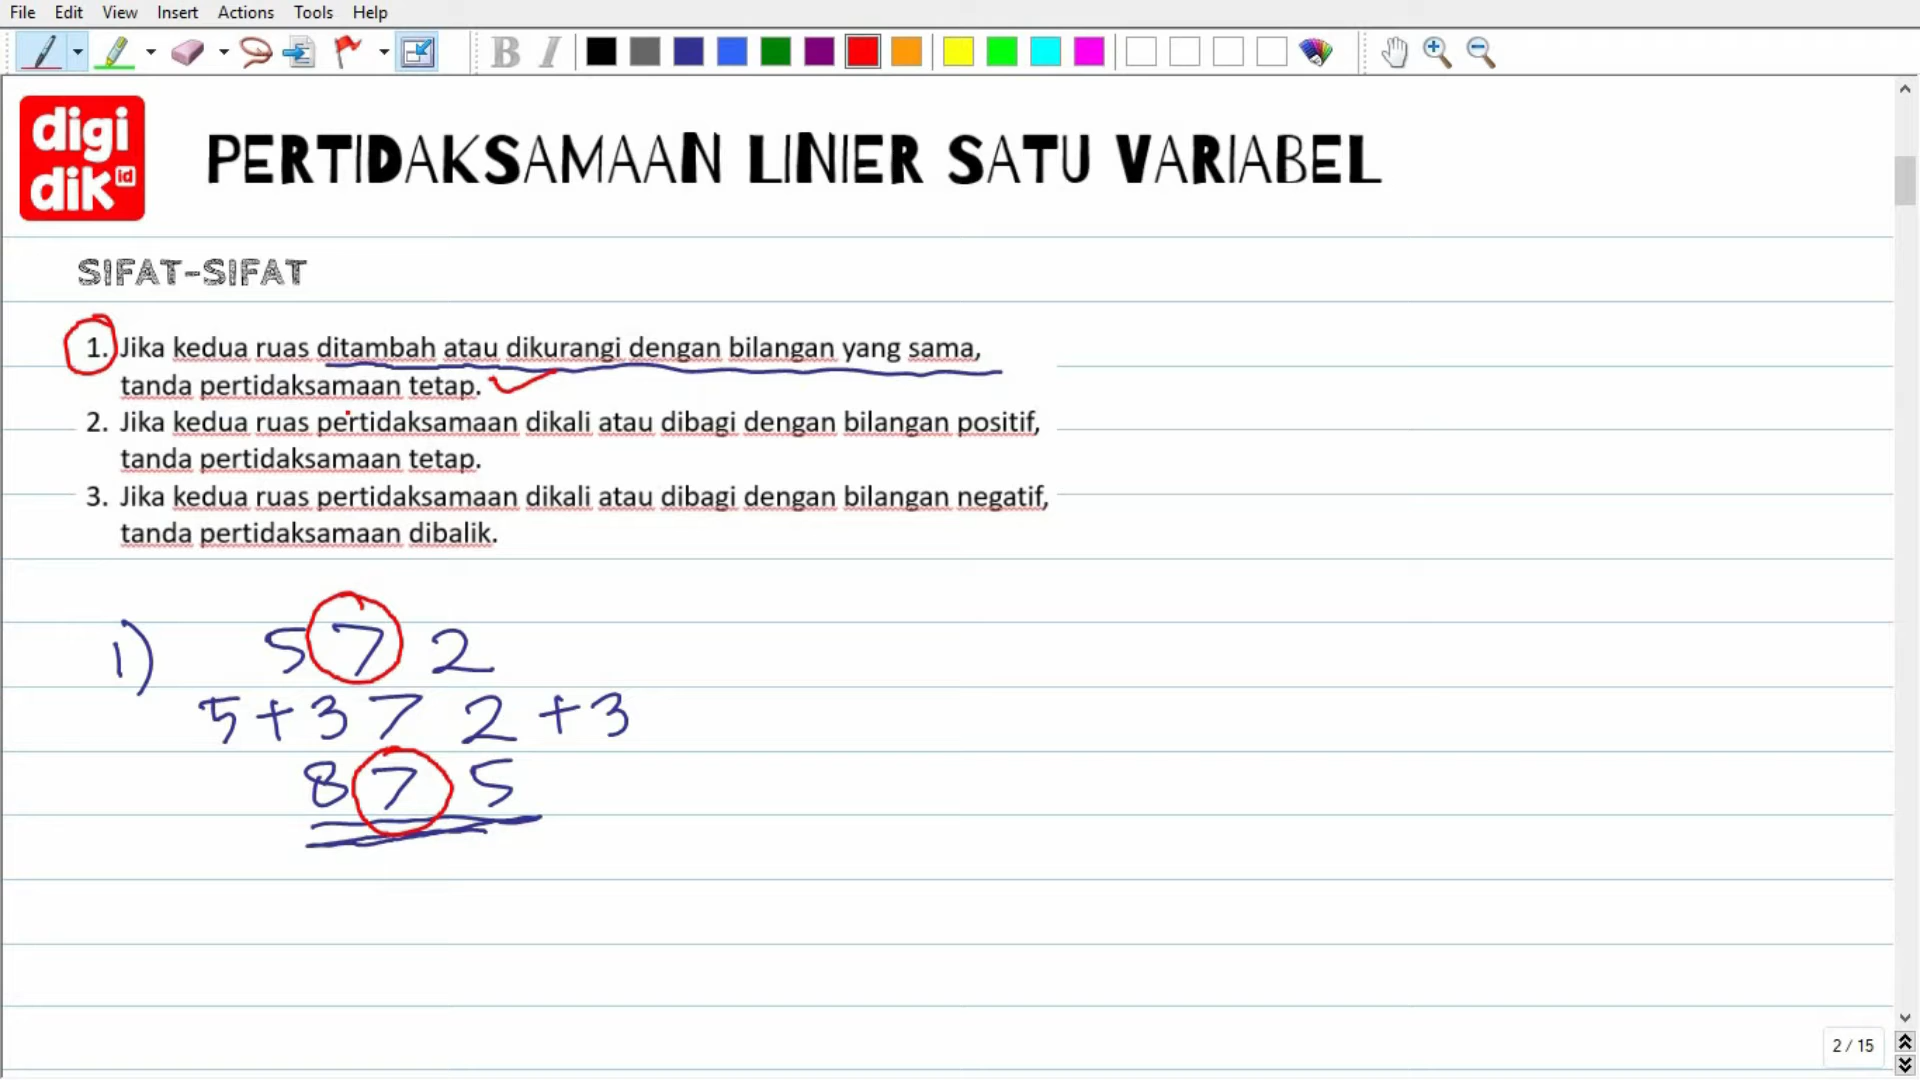 File Edit View Insert Actions Tools Help
B I
digi
dik id
PERTIDAKSAMAAN LINIER SATU VARIABEL
SIFAT-SIFAT
1. Jika kedua ruas ditambah atau dikurangi dengan bilangan yang sama,
tanda pertidaksamaan tetap.
2. Jika kedua ruas pertidaksamaan dikali atau dibagi dengan bilangan positif,
tanda pertidaksamaan tetap.
3. Jika kedua ruas pertidaksamaan dikali atau dibagi dengan bilangan negatif,
tanda pertidaksamaan dibalik.
1) 5 > 2
5 + 3 > 2 + 3
8 > 5
2 / 15